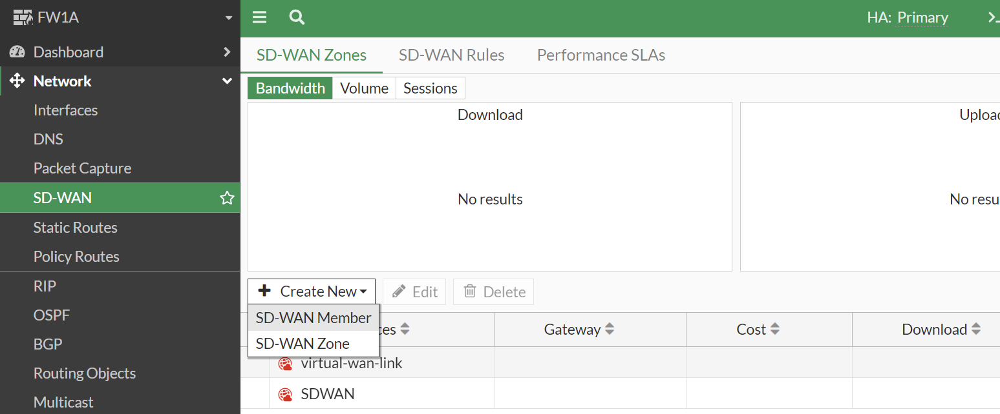 FW1A
HA: Primary
Dashboard
Network
Interfaces
DNS
Packet Capture
SD-WAN
Static Routes
Policy Routes
RIP
OSPF
BGP
Routing Objects
Multicast
SD-WAN Zones SD-WAN Rules Performance SLAs
Bandwidth Volume Sessions
Download
No results
Uploa
No resu
Create New Edit Delete
SD-WAN Member
SD-WAN Zone
ces Gateway Cost Download
virtual-wan-link
SDWAN